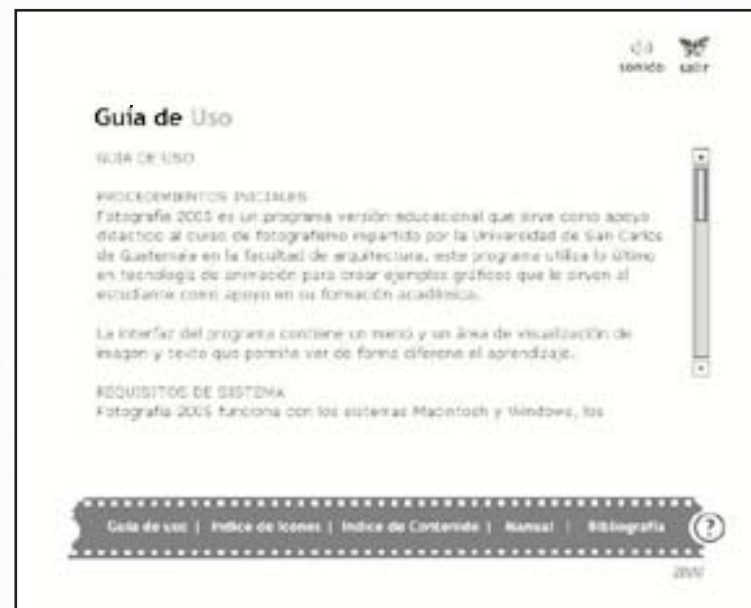 sonido salir
Guía de Uso
GUIA DE USO
PROCEDIMIENTOS INICIALES
Fotografía 2005 es un programa versión educacional que sirve como apoyo
didáctico al curso de fotografismo impartido por la Universidad de San Carlos
de Guatemala en la facultad de arquitectura, este programa utiliza lo último
en tecnología de animación para crear ejemplos gráficos que le sirven al
estudiante como apoyo en su formación académica.
La interfaz del programa contiene un menú y un área de visualización de
imagen y texto que permite ver de forma diferene el aprendizaje.
REQUISITOS DE SISTEMA
Fotografía 2005 funciona con los sistemas Macintosh y Windows, los
Guía de uso | Indice de Iconos | Indice de Contenido | Manual | Bibliografía ?